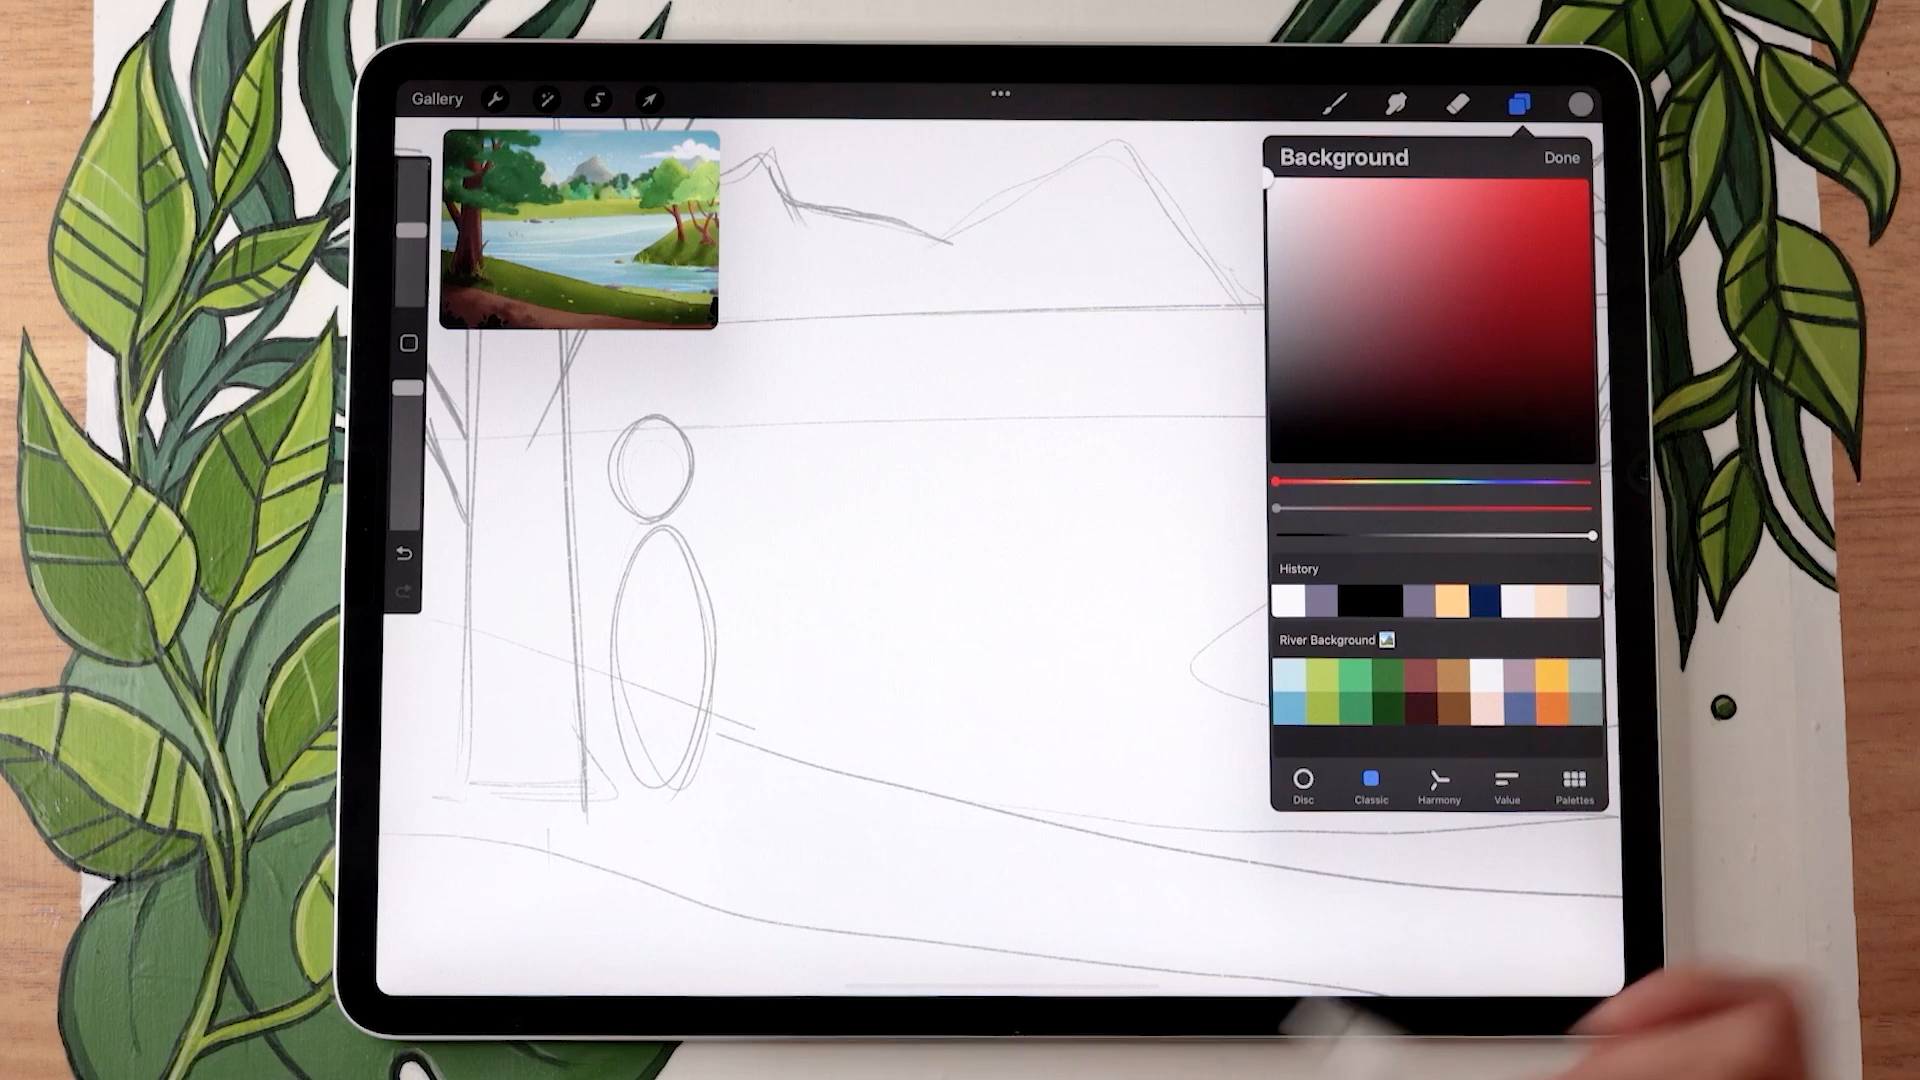 Gallery
Background
Done
History
River Background
Disc
Classic
Harmony
Value
Palettes